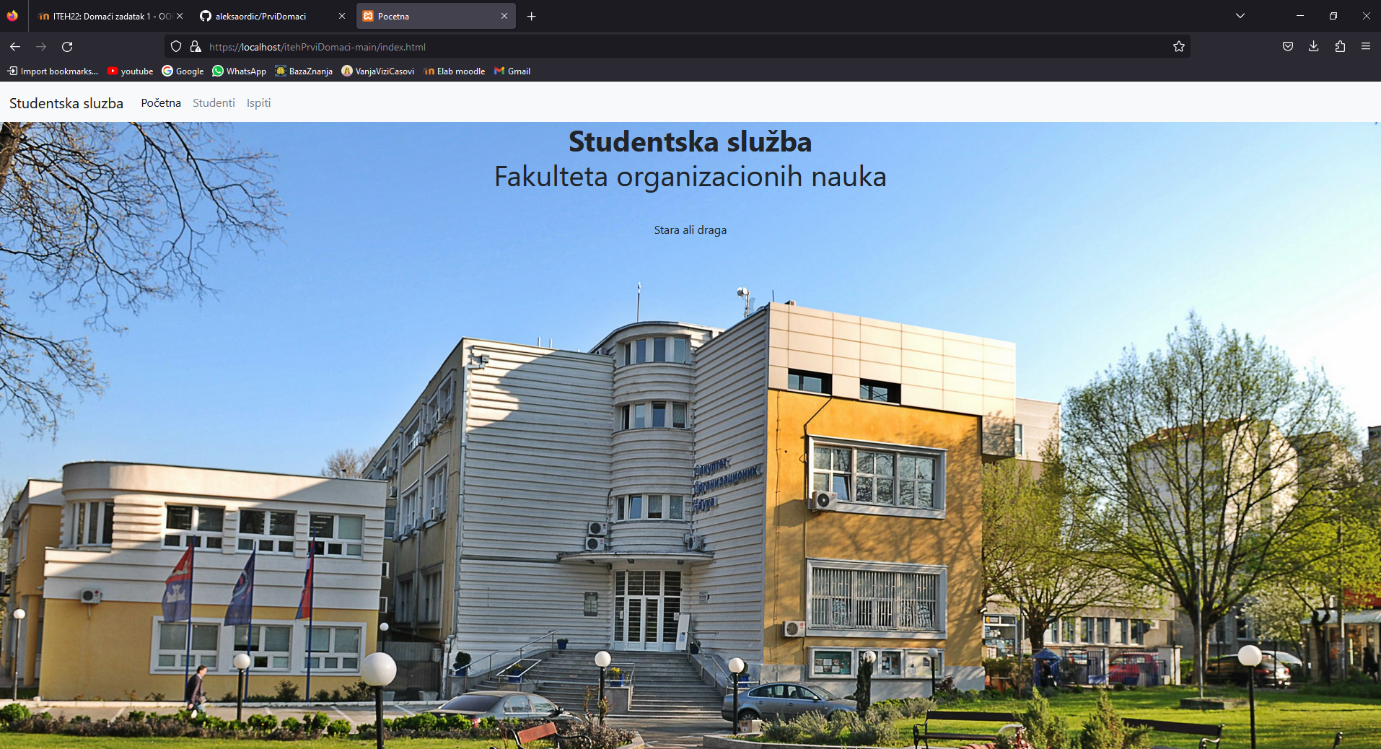 ITEH22: Domaći zadatak 1 - OO
aleksaordic/PrviDomaci
Pocetna
https://localhost/itehPrviDomaci-main/index.html
Import bookmarks...
youtube
Google
WhatsApp
BazaZnanja
VanjaViziCasovi
Elab moodle
Gmail
Studentska sluzba
Početna
Studenti
Ispiti
Studentska služba
Fakulteta organizacionih nauka
Stara ali draga